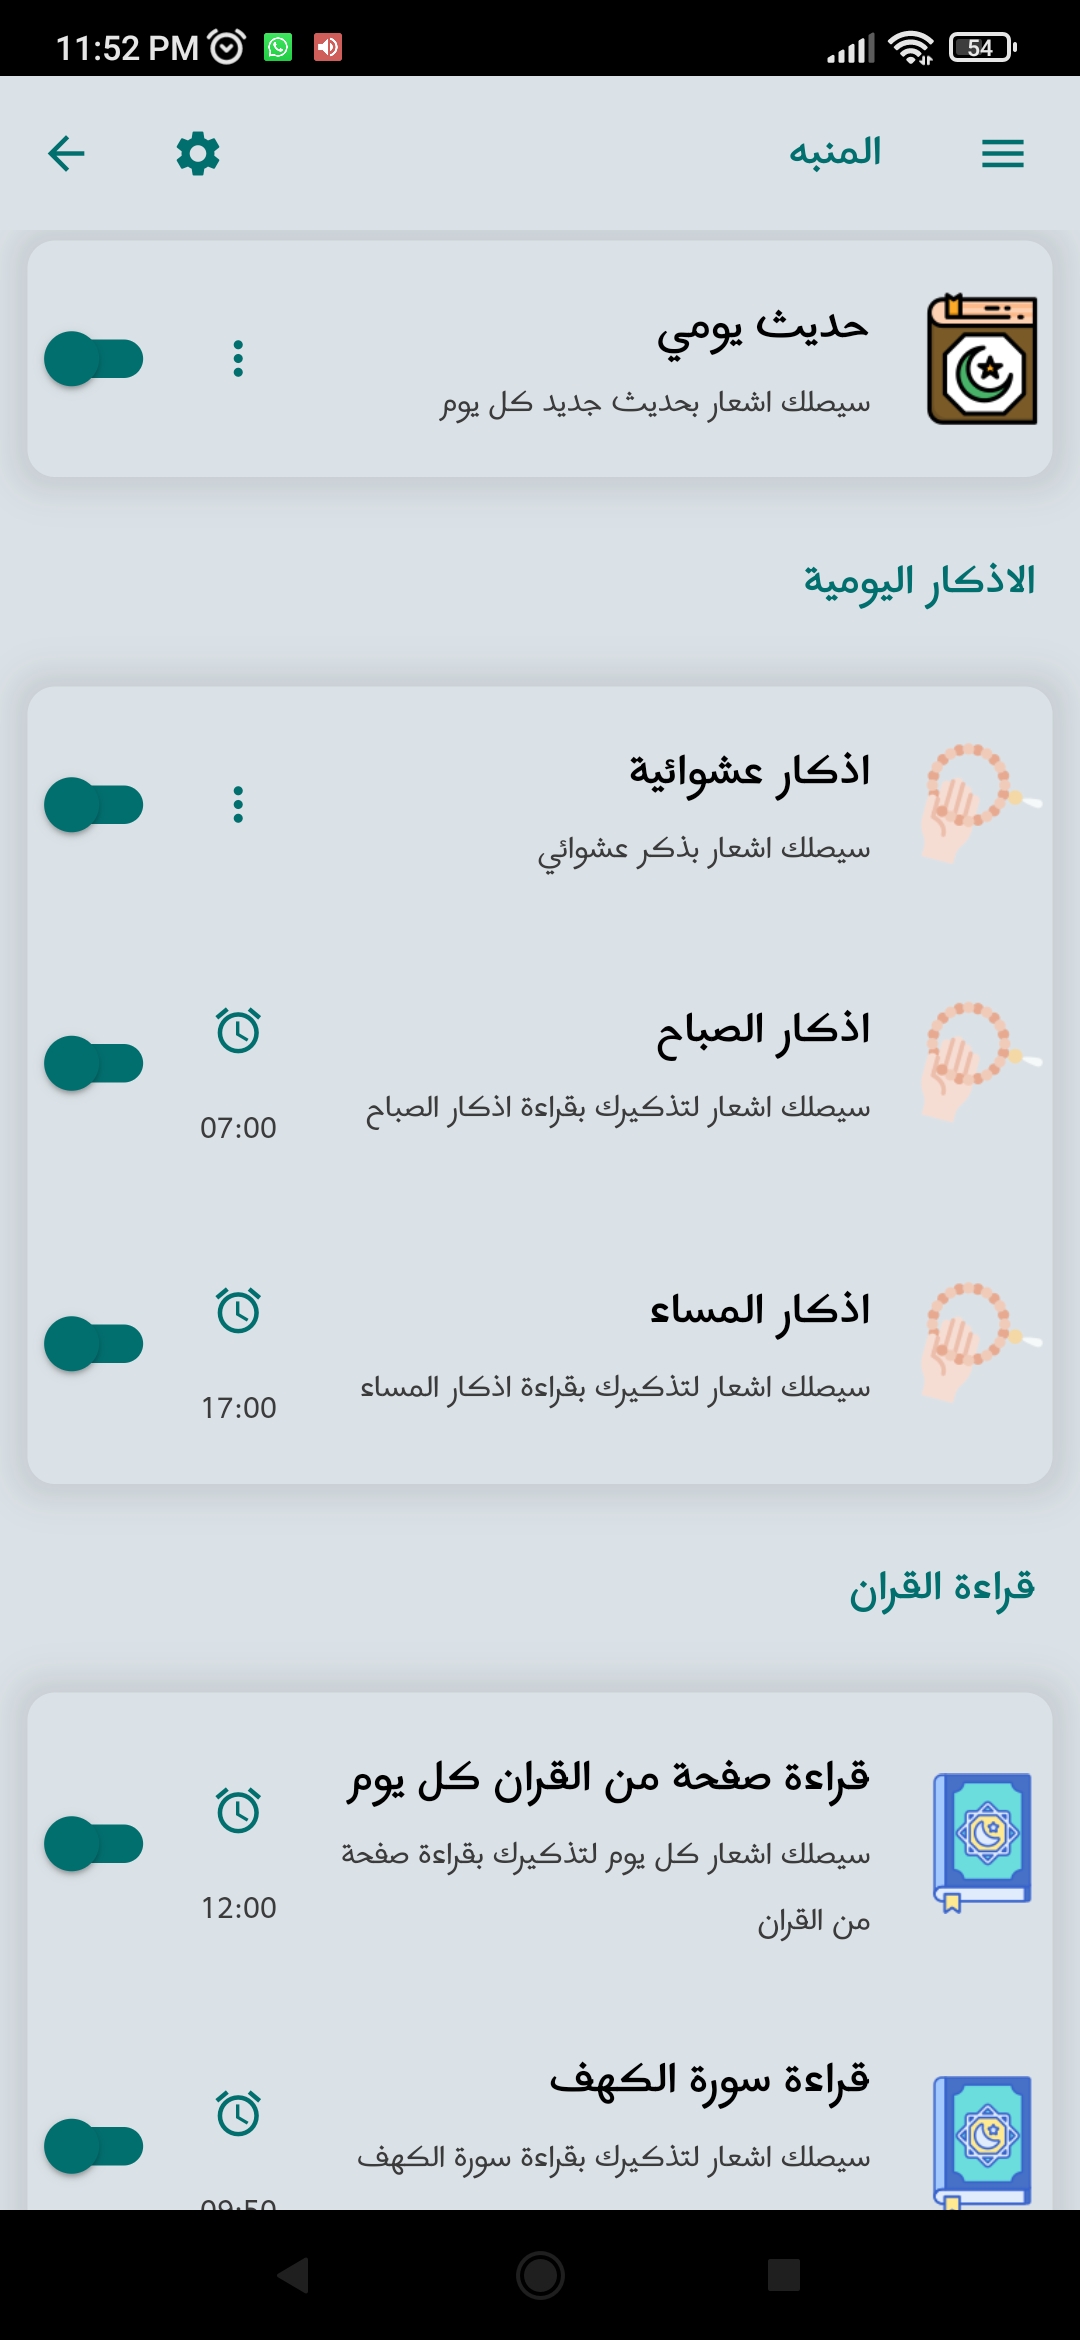 11:52 PM
54
المنبه
حديث يومي
سيصلك اشعار بحديث جديد كل يوم
الاذكار اليومية
اذكار عشوائية
سيصلك اشعار بذكر عشوائي
اذكار الصباح
سيصلك اشعار لتذكيرك بقراءة اذكار الصباح
07:00
اذكار المساء
سيصلك اشعار لتذكيرك بقراءة اذكار المساء
17:00
قراءة القران
قراءة صفحة من القران كل يوم
سيصلك اشعار كل يوم لتذكيرك بقراءة صفحة
من القران
12:00
قراءة سورة الكهف
سيصلك اشعار لتذكيرك بقراءة سورة الكهف
09:50